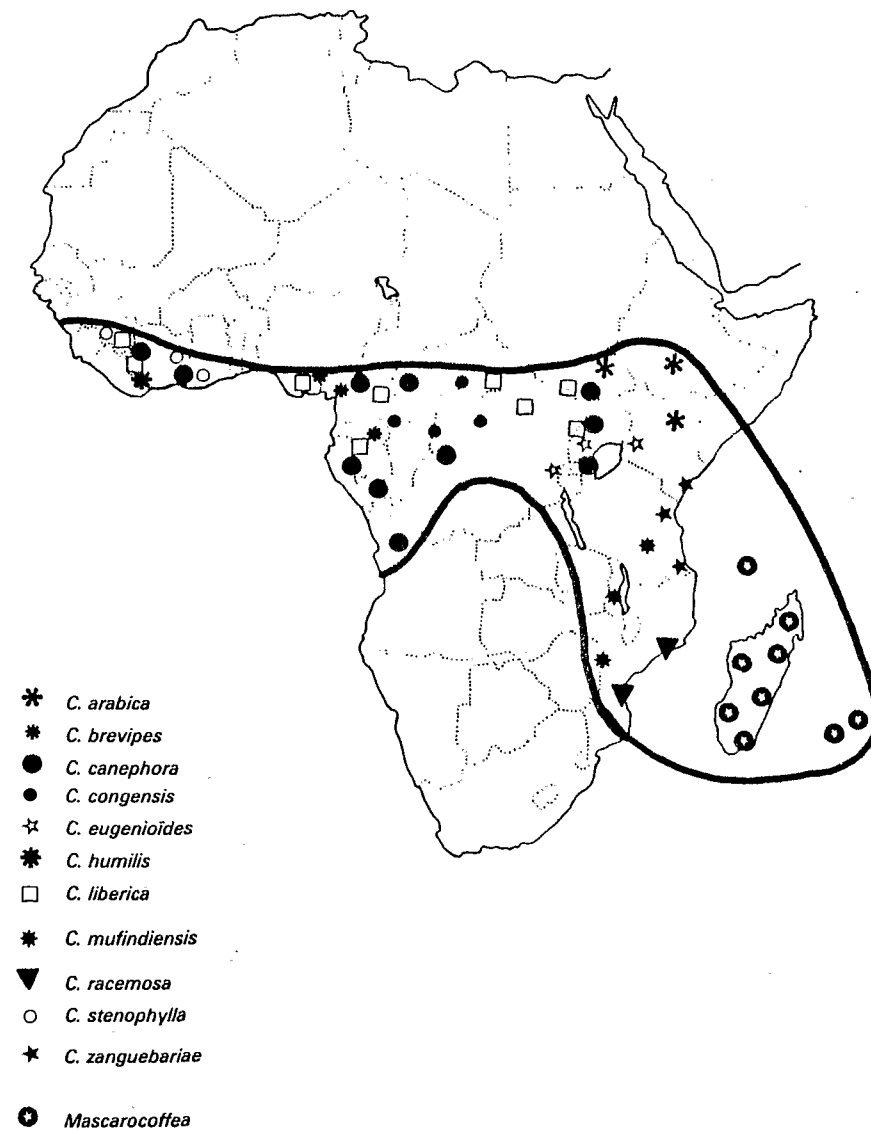 C. arabica
C. brevipes
C. canephora
C. congensis
C. eugenioïdes
C. humilis
C. liberica
C. mufindiensis
C. racemosa
C. stenophylla
C. zanguebariae
Mascarocoffea